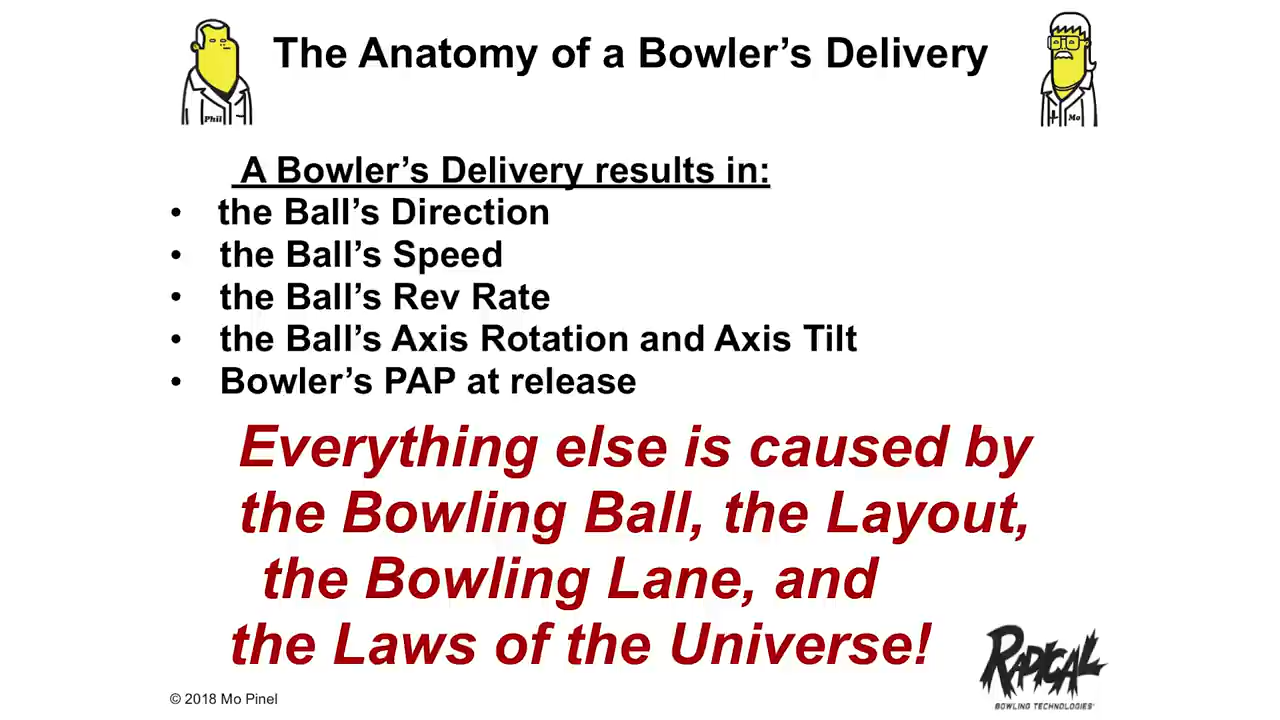 The Anatomy of a Bowler's Delivery
Phil
Mo
A Bowler's Delivery results in:
• the Ball's Direction
• the Ball's Speed
• the Ball's Rev Rate
• the Ball's Axis Rotation and Axis Tilt
• Bowler's PAP at release
Everything else is caused by
the Bowling Ball, the Layout,
the Bowling Lane, and
the Laws of the Universe!
RADICAL
BOWLING TECHNOLOGIES
© 2018 Mo Pinel